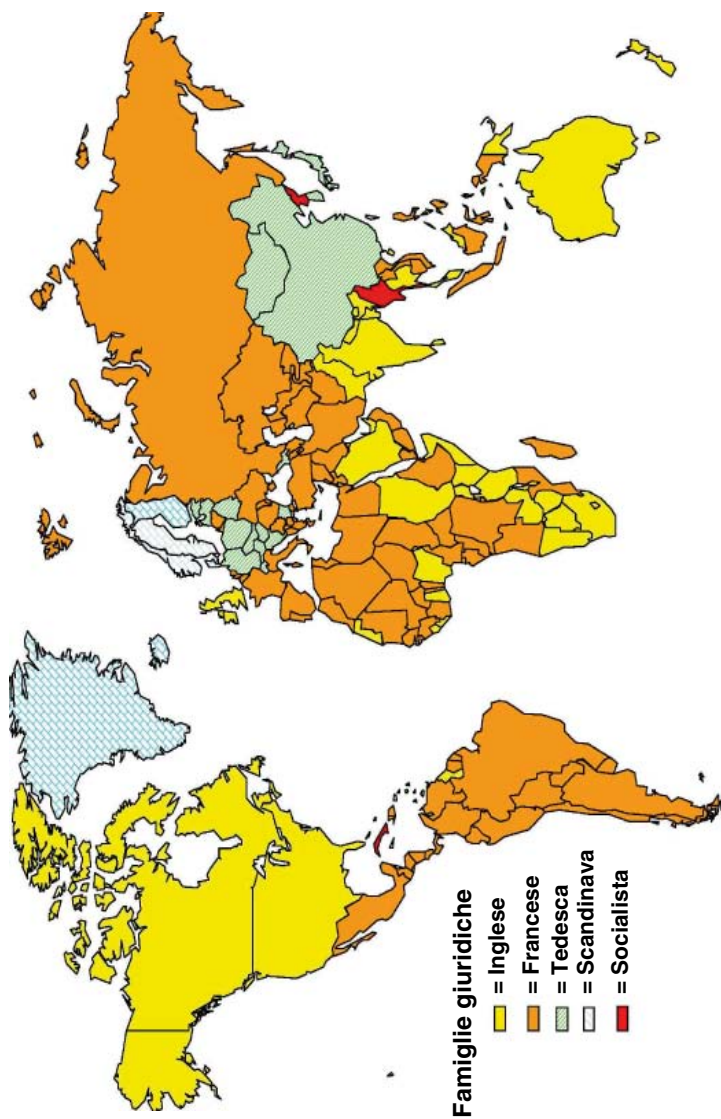 Famiglie giuridiche
= Inglese
= Francese
= Tedesca
= Scandinava
= Socialista